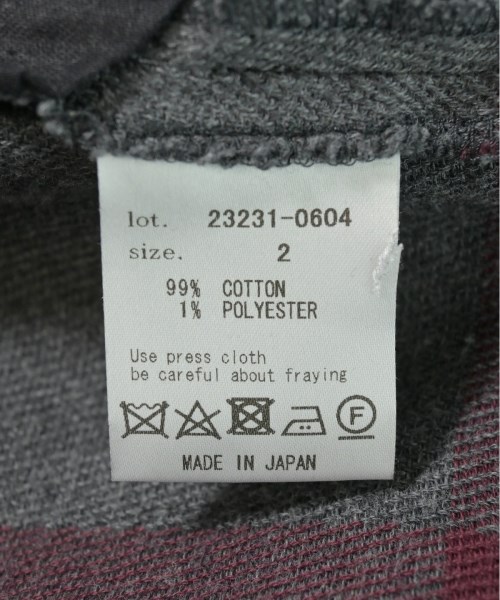 lot. 23231-0604
size. 2
99% COTTON
1% POLYESTER
Use press cloth
be careful about fraying
F
MADE IN JAPAN